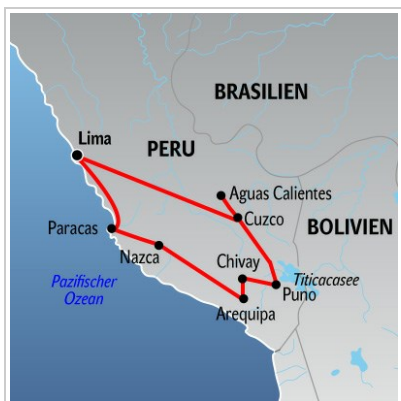 BRASILIEN
Lima
PERU
Aguas Calientes
Cuzco
BOLIVIEN
Paracas
Nazca
Chivay
Titicacasee
Pazifischer
Ozean
Puno
Arequipa